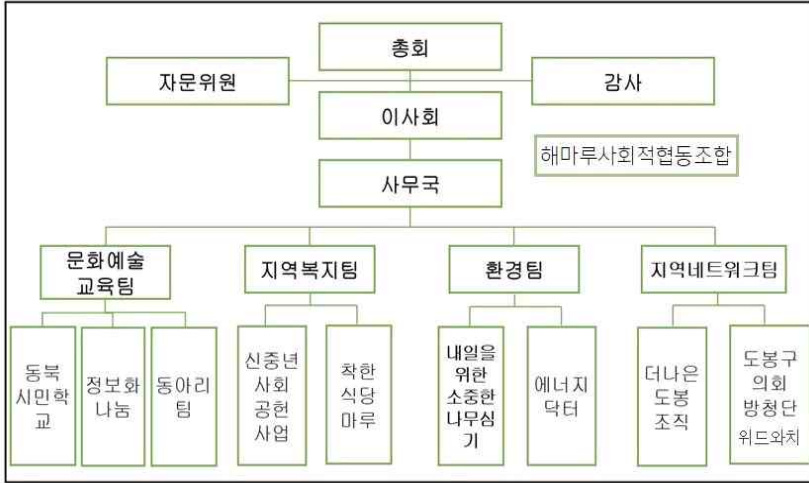 총회
자문위원
감사
이사회
해마루사회적협동조합
사무국
문화예술
교육팀
지역복지팀
환경팀
지역네트워크팀
동북
시민학
교
정보화
나눔
동아리
팀
신중년
사회
공헌
사업
착한
식당
마루
내일을
위한
소중한
나무심
기
에너지
닥터
더나은
도봉
조직
도봉구
의회
방청단
위드와치